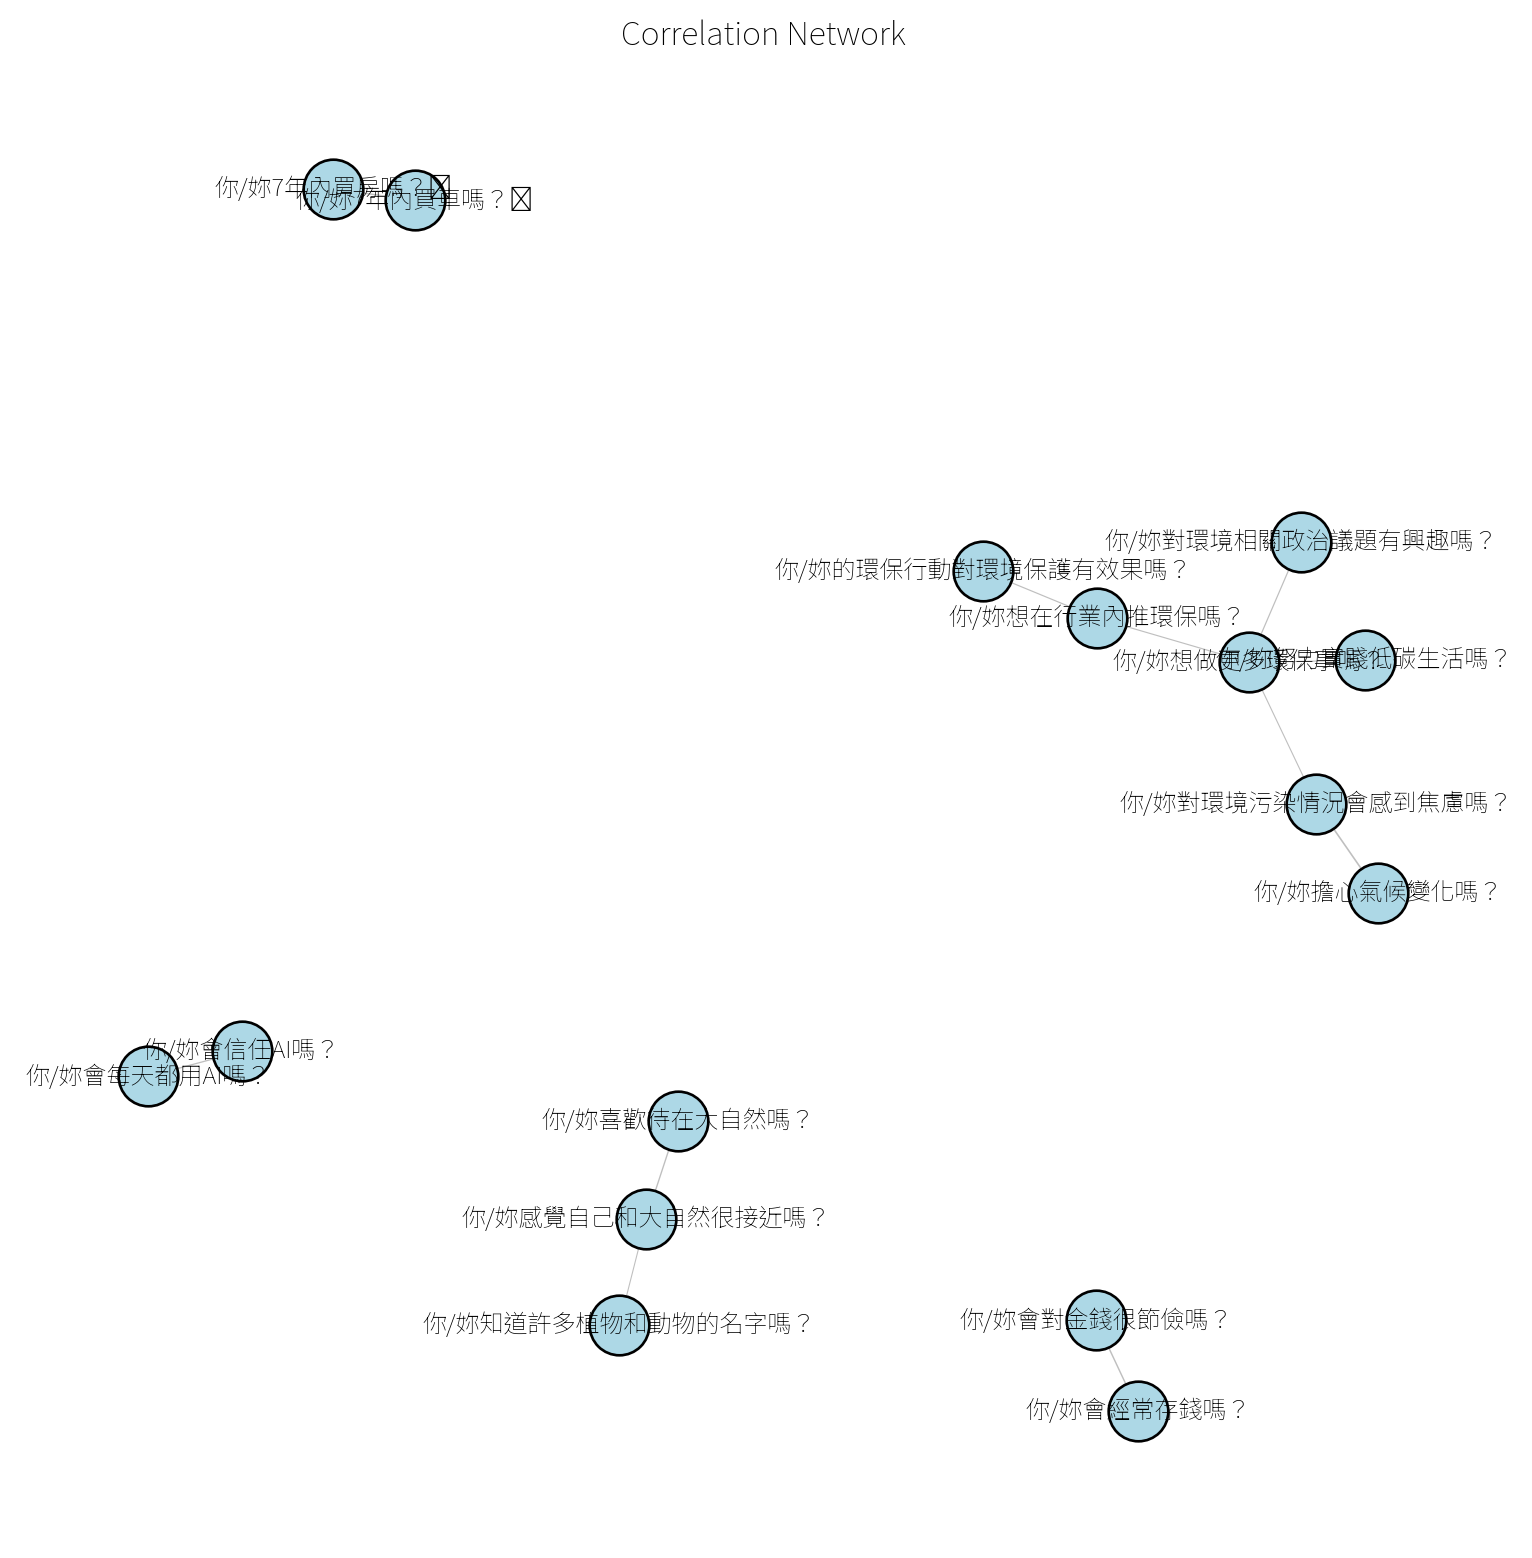 Correlation Network
你/妳7年內買房嗎？
你/妳7年內買車嗎？
你/妳對環境相關政治議題有興趣嗎？
你/妳的環保行動對環境保護有效果嗎？
你/妳想在行業內推環保嗎？
你/妳想做更多環保事嗎？
低碳生活嗎？
你/妳對環境污染情況會感到焦慮嗎？
你/妳擔心氣候變化嗎？
你/妳會信任AI嗎？
你/妳會每天都用AI嗎？
你/妳喜歡待在大自然嗎？
你/妳感覺自己和大自然很接近嗎？
你/妳知道許多植物和動物的名字嗎？
你/妳會對金錢很節儉嗎？
你/妳會經常存錢嗎？